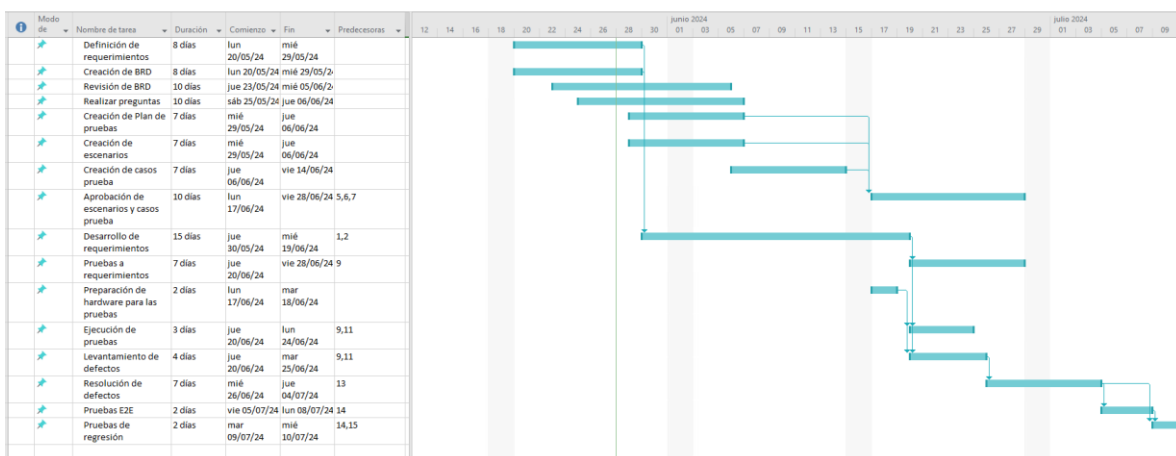 junio 2024 julio 2024
Modo de Nombre de tarea Duración Comienzo Fin Predecesoras 12 14 16 18 20 22 24 26 28 30 01 03 05 07 09 11 13 15 17 19 21 23 25 27 29 01 03 05 07 09
Definición de 8 días lun mié
requerimientos 20/05/24 29/05/24
Creación de BRD 8 días lun 20/05/24 mié 29/05/2
Revisión de BRD 10 días jue 23/05/24 mié 05/06/2
Realizar preguntas 10 días sáb 25/05/24 jue 06/06/24
Creación de Plan de 7 días mié jue
pruebas 29/05/24 06/06/24
Creación de 7 días mié jue
escenarios 29/05/24 06/06/24
Creación de casos 7 días jue vie 14/06/24
prueba 06/06/24
Aprobación de 10 días lun vie 28/06/24 5,6,7
escenarios y casos 17/06/24
prueba
Desarrollo de 15 días jue mié 1,2
requerimientos 30/05/24 19/06/24
Pruebas a 7 días jue vie 28/06/24 9
requerimientos 20/06/24
Preparación de 2 días lun mar
hardware para las 17/06/24 18/06/24
pruebas
Ejecución de 3 días jue lun 9,11
pruebas 20/06/24 24/06/24
Levantamiento de 4 días jue mar 9,11
defectos 20/06/24 25/06/24
Resolución de 7 días mié jue 13
defectos 26/06/24 04/07/24
Pruebas E2E 2 días vie 05/07/24 lun 08/07/24 14
Pruebas de 2 días mar mié 14,15
regresión 09/07/24 10/07/24